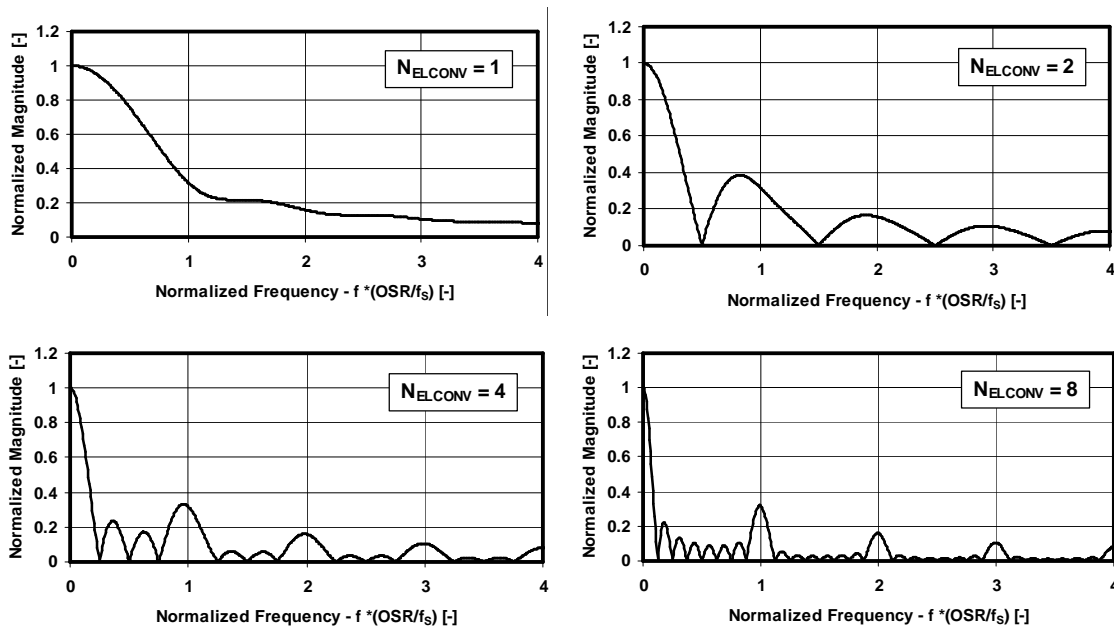 Normalized Magnitude [-]
1.2
1
0.8
0.6
0.4
0.2
0
N_ELCONV = 1
0 1 2 3 4
Normalized Frequency - f *(OSR/f_S) [-]
Normalized Magnitude [-]
1.2
1
0.8
0.6
0.4
0.2
0
N_ELCONV = 2
0 1 2 3 4
Normalized Frequency - f *(OSR/f_S) [-]
Normalized Magnitude [-]
1.2
1
0.8
0.6
0.4
0.2
0
N_ELCONV = 4
0 1 2 3 4
Normalized Frequency - f *(OSR/f_S) [-]
Normalized Magnitude [-]
1.2
1
0.8
0.6
0.4
0.2
0
N_ELCONV = 8
0 1 2 3 4
Normalized Frequency - f *(OSR/f_S) [-]